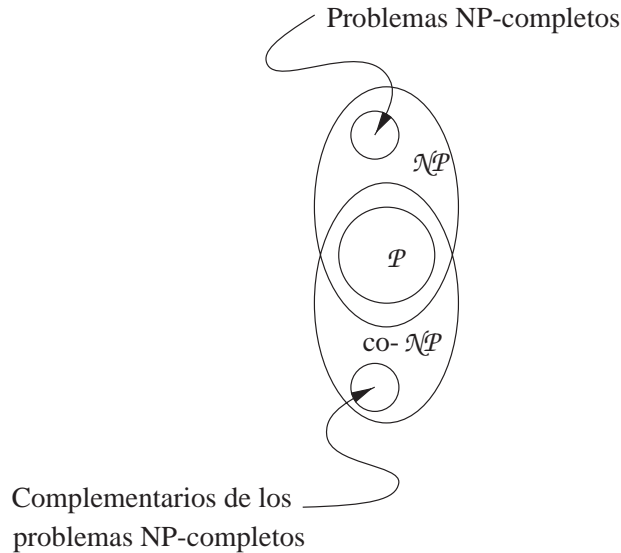 Problemas NP-completos
𝒩𝒫
𝒫
co- 𝒩𝒫
Complementarios de los
problemas NP-completos